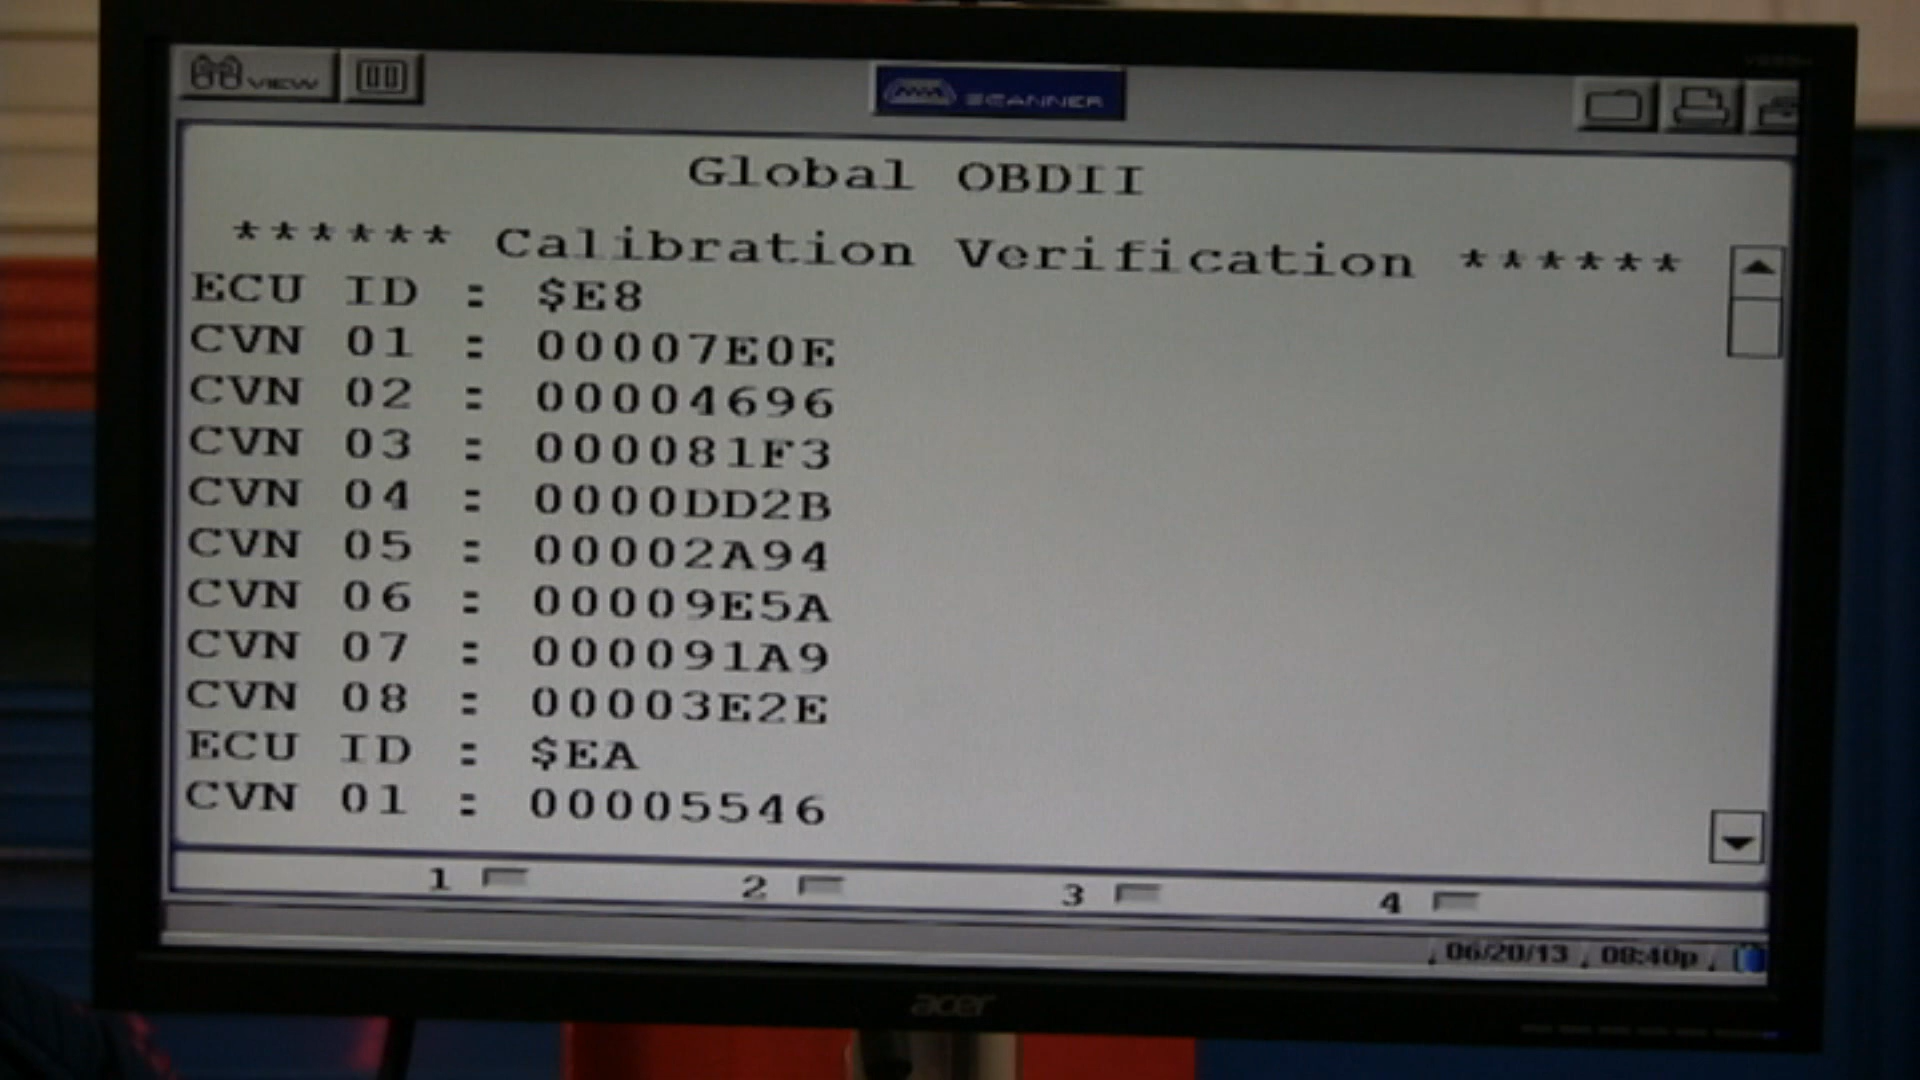 VIEW
SCANNER
Global OBDII
****** Calibration Verification ******
ECU ID : $E8
CVN 01 : 00007E0E
CVN 02 : 00004696
CVN 03 : 000081F3
CVN 04 : 0000DD2B
CVN 05 : 00002A94
CVN 06 : 00009E5A
CVN 07 : 000091A9
CVN 08 : 00003E2E
ECU ID : $EA
CVN 01 : 00005546
1 2 3 4
06/20/13 08:40p
acer